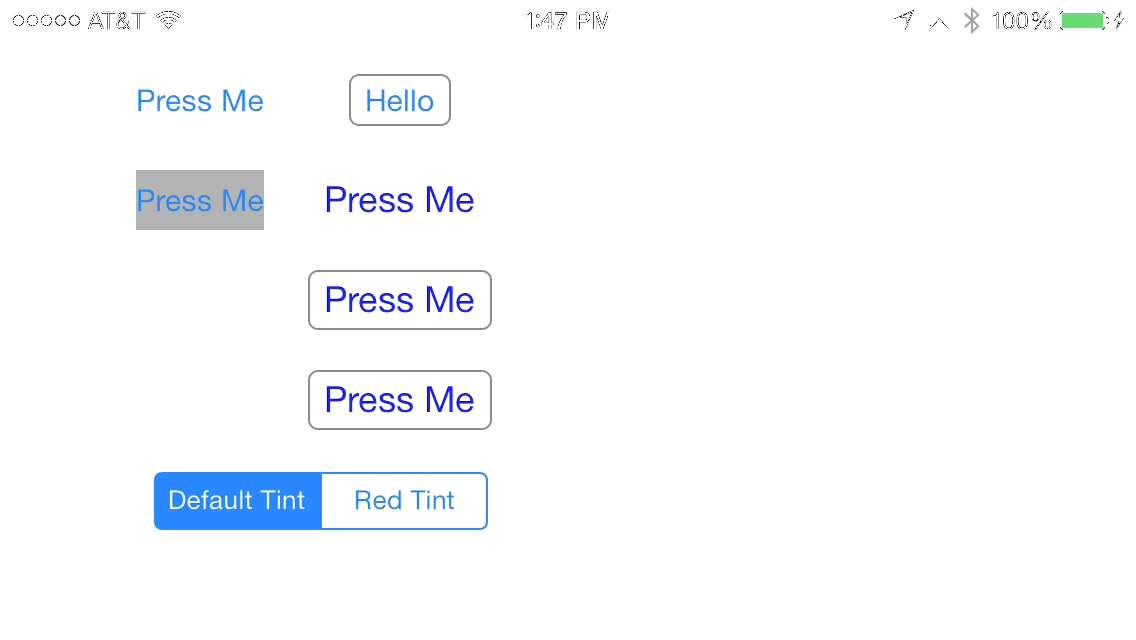 AT&T 1:47 PM 100%
Press Me Hello
Press Me Press Me
Press Me
Press Me
Default Tint Red Tint